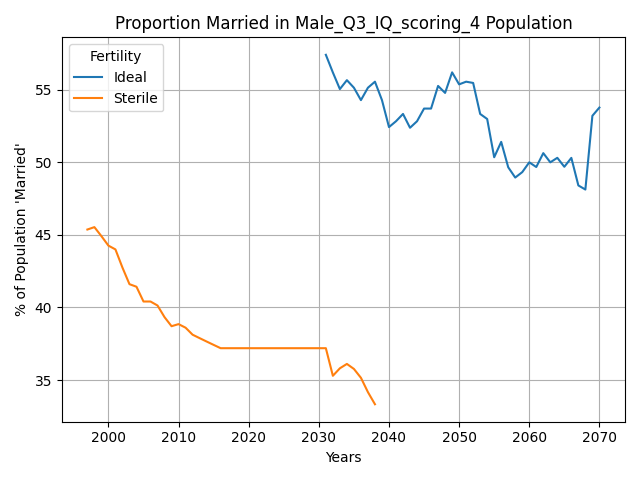 Proportion Married in Male_Q3_IQ_scoring_4 Population
Fertility
Ideal
Sterile
% of Population 'Married'
55
50
45
40
35
2000 2010 2020 2030 2040 2050 2060 2070
Years